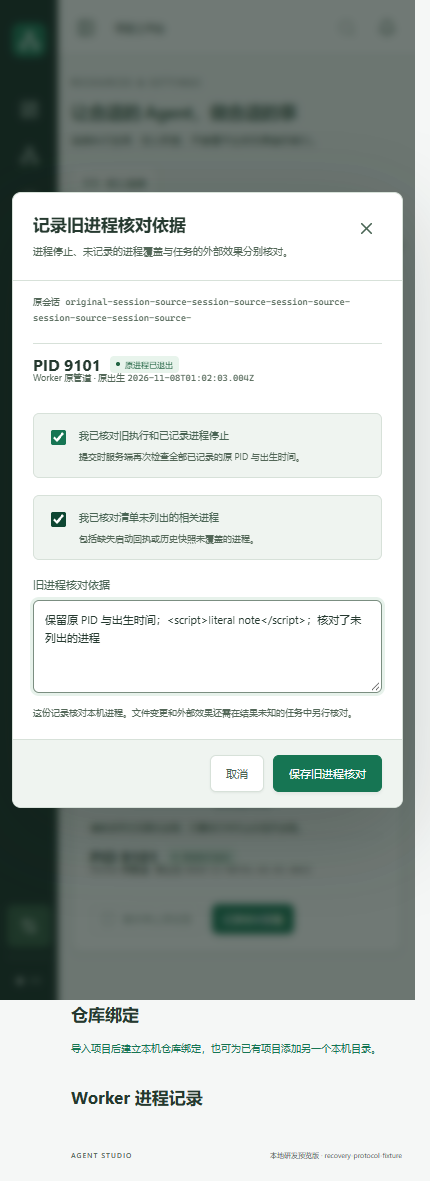 记录旧进程核对依据
进程停止、未记录的进程覆盖与任务的外部效果分别核对。
原会话 original-session-source-session-source-session-source-
session-source-session-source-
PID 9101
原进程已退出
Worker 原管道 · 原出生 2026-11-08T01:02:03.004Z
我已核对旧执行和已记录进程停止
提交时服务端再次检查全部已记录的原 PID 与出生时间。
我已核对清单未列出的相关进程
包括缺失启动回执或历史快照未覆盖的进程。
旧进程核对依据
保留原 PID 与出生时间；<script>literal note</script>；核对了未
列出的进程
这份记录核对本机进程。文件变更和外部效果还需在结果未知的任务中另行核对。
取消
保存旧进程核对
仓库绑定
导入项目后建立本机仓库绑定，也可为已有项目添加另一个本机目录。
Worker 进程记录
AGENT STUDIO
本地研发预览版 · recovery-protocol-fixture